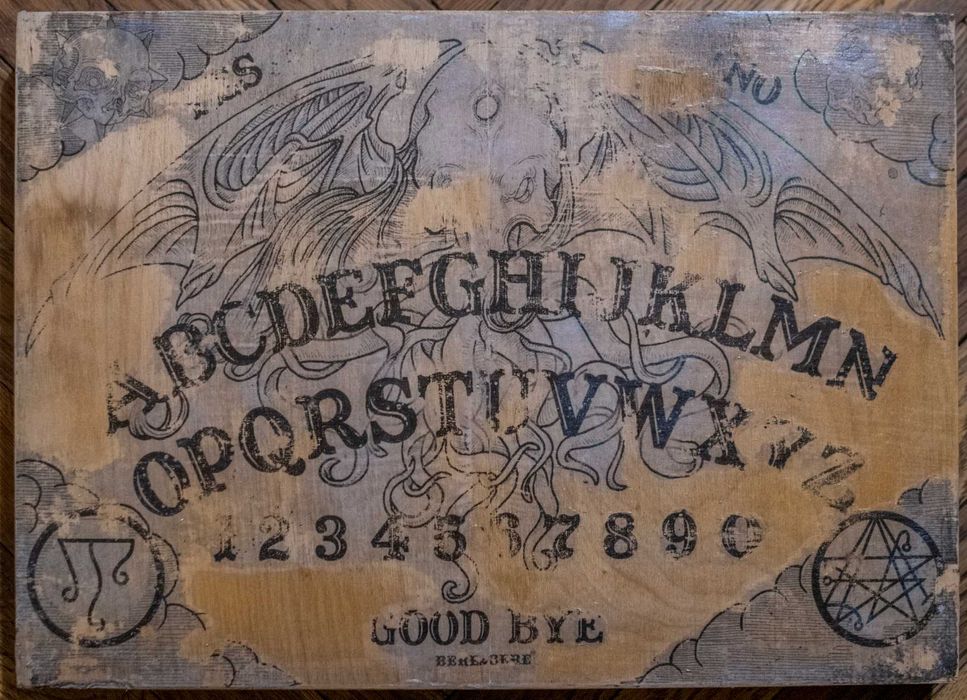 YES NO
ABCDEFGHIJKLMN
OPQRSTUVWXYZ
1234567890
GOOD BYE